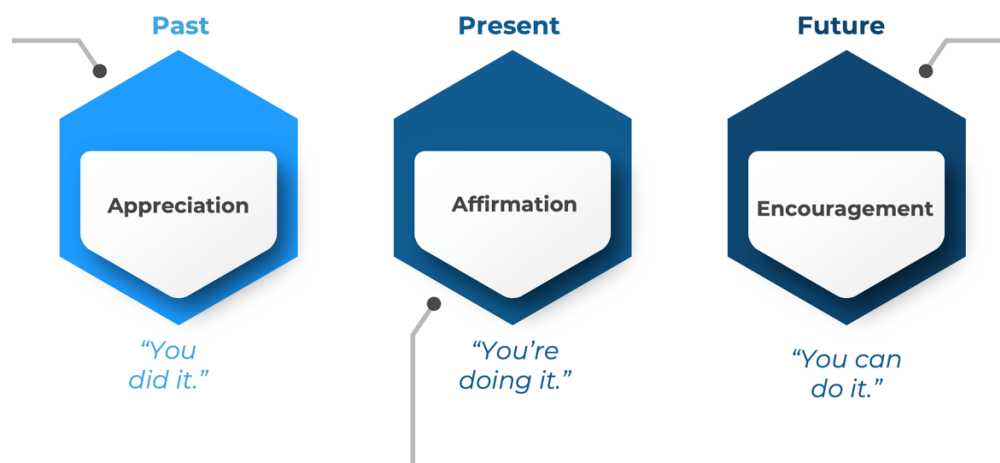 Past
Present
Future
Appreciation
Affirmation
Encouragement
“You
did it.”
“You’re
doing it.”
“You can
do it.”